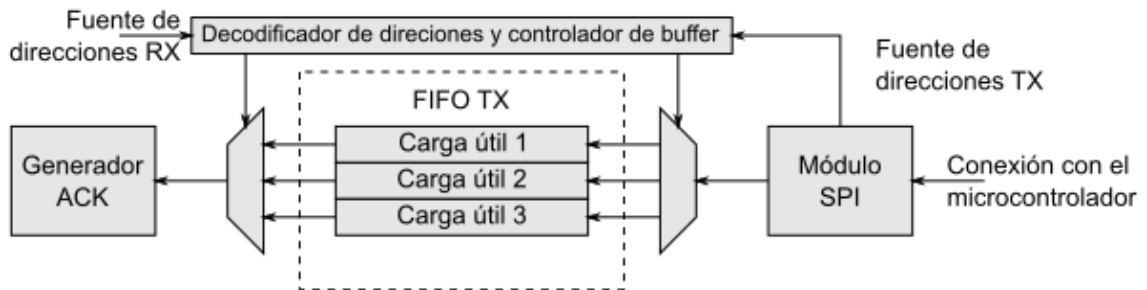 Fuente de
direcciones RX
Decodificador de direciones y controlador de buffer
Fuente de
direcciones TX
FIFO TX
Generador
ACK
Carga útil 1
Carga útil 2
Carga útil 3
Módulo
SPI
Conexión con el
microcontrolador